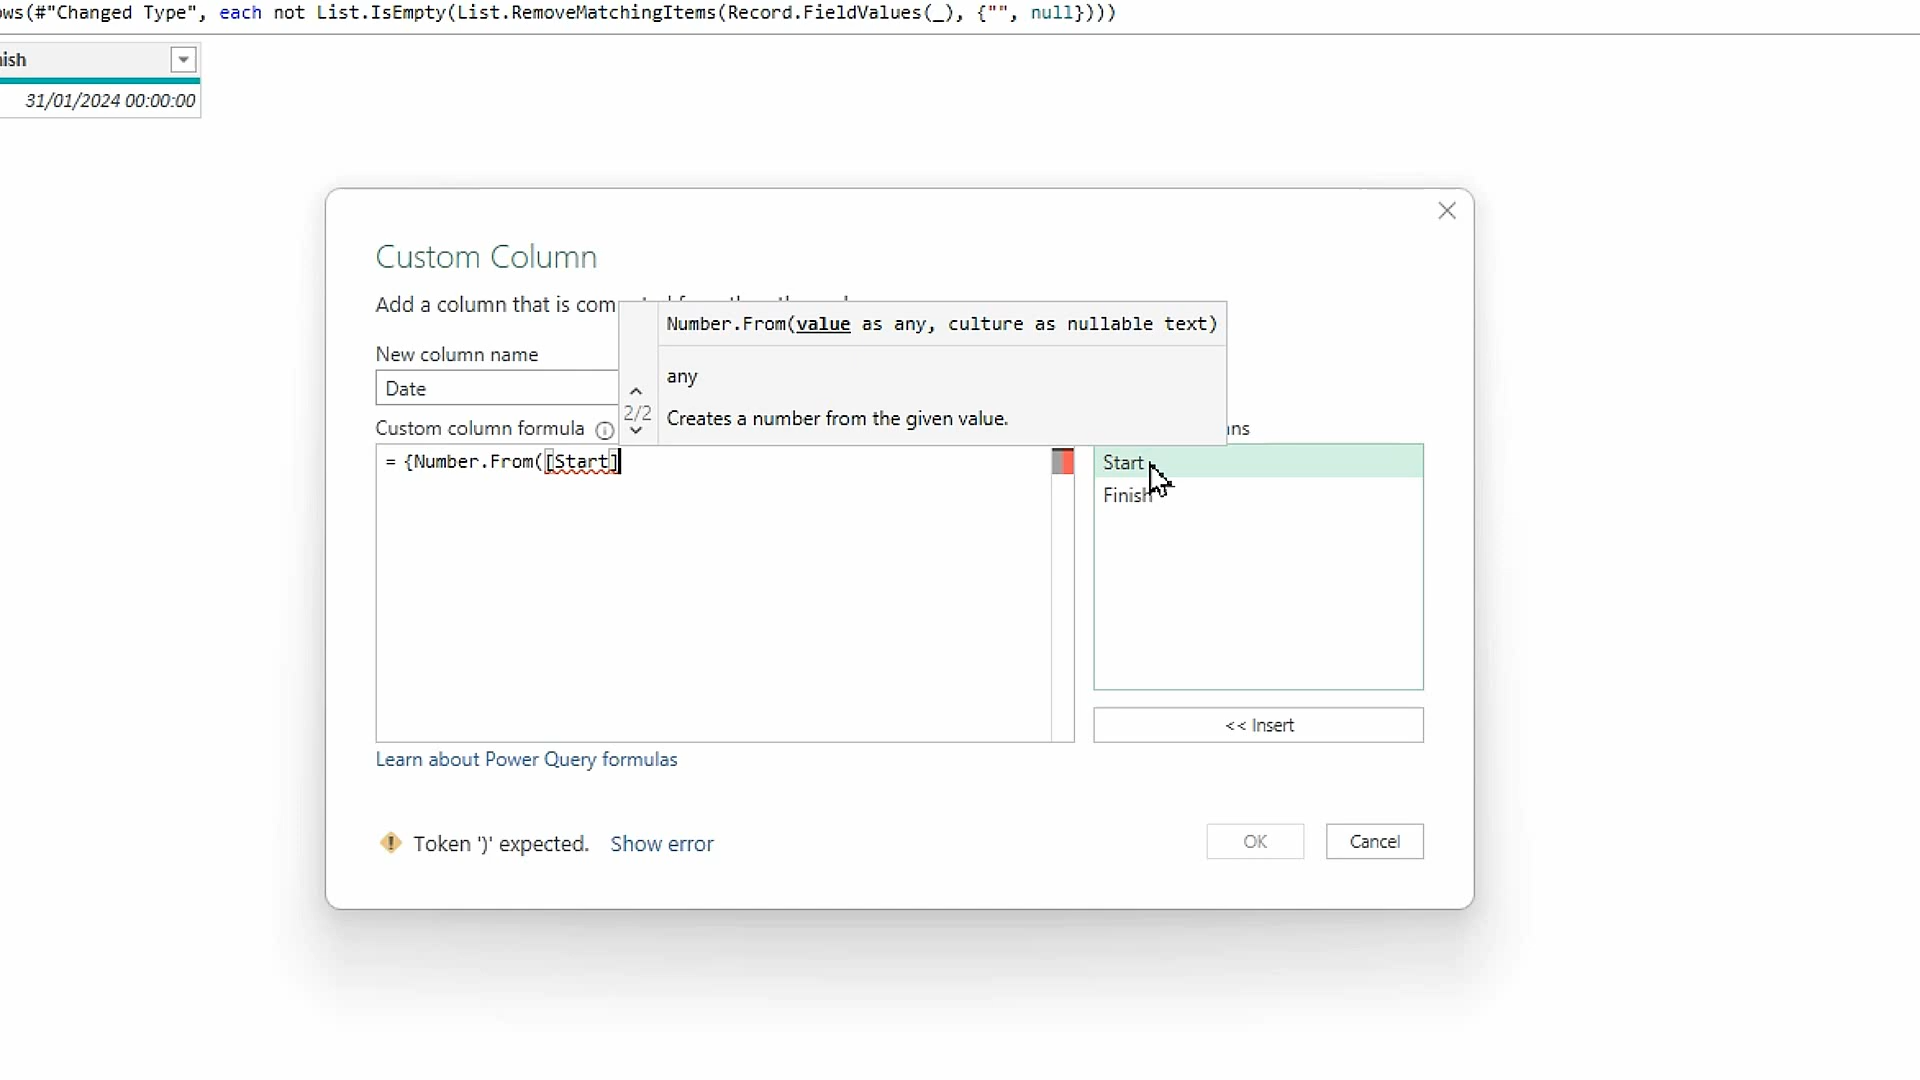 ows(#"Changed Type", each not List.IsEmpty(List.RemoveMatchingItems(Record.FieldValues(_), {"", null})))
nish
31/01/2024 00:00:00
Custom Column
Add a column that is com
Number.From(value as any, culture as nullable text)
any
2/2
Creates a number from the given value.
New column name
Date
Custom column formula
ns
= {Number.From([Start]
Start
Finish
<< Insert
Learn about Power Query formulas
Token ')' expected. Show error
OK
Cancel